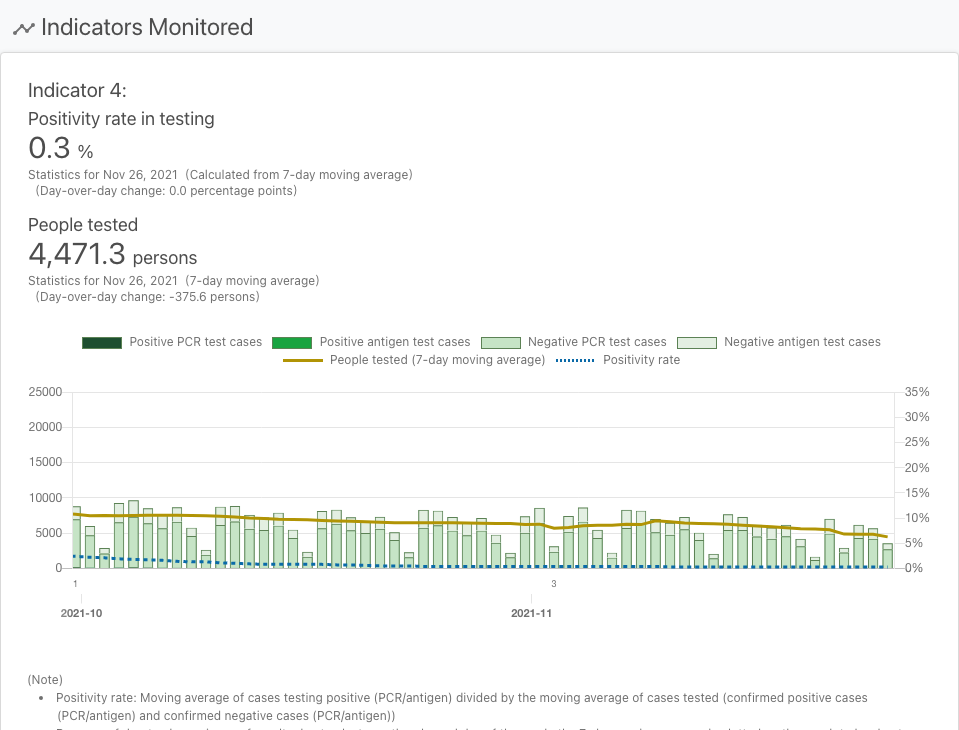 Indicators Monitored
Indicator 4:
Positivity rate in testing
0.3 %
Statistics for Nov 26, 2021 (Calculated from 7-day moving average)
(Day-over-day change: 0.0 percentage points)
People tested
4,471.3 persons
Statistics for Nov 26, 2021 (7-day moving average)
(Day-over-day change: -375.6 persons)
Positive PCR test cases Positive antigen test cases Negative PCR test cases Negative antigen test cases
People tested (7-day moving average) Positivity rate
25000 35%
30%
20000
25%
15000 20%
15%
10000
10%
5000 5%
0 0%
1 3
2021-10 2021-11
(Note)
• Positivity rate: Moving average of cases testing positive (PCR/antigen) divided by the moving average of cases tested (confirmed positive cases
(PCR/antigen) and confirmed negative cases (PCR/antigen))